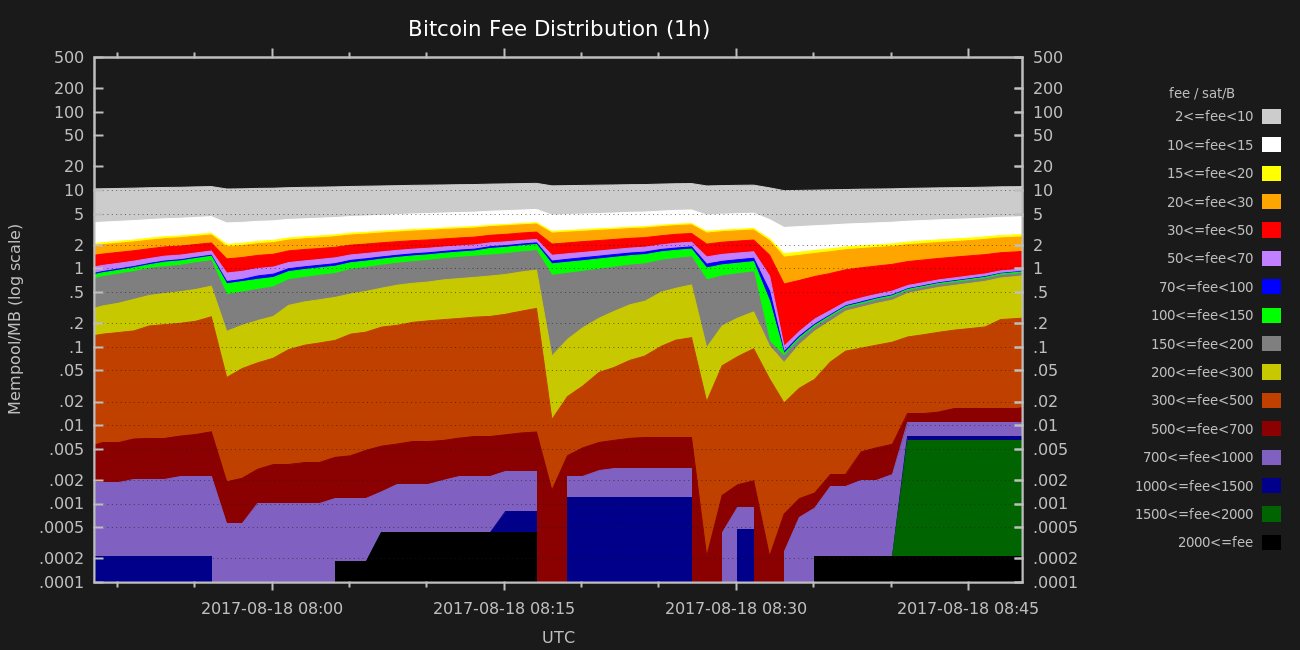 Bitcoin Fee Distribution (1h)
Mempool/MB (log scale)
500
200
100
50
20
10
5
2
1
.5
.2
.1
.05
.02
.01
.005
.002
.001
.0005
.0002
.0001
500
200
100
50
20
10
5
2
1
.5
.2
.1
.05
.02
.01
.005
.002
.001
.0005
.0002
.0001
2017-08-18 08:00
2017-08-18 08:15
2017-08-18 08:30
2017-08-18 08:45
UTC
fee / sat/B
2<=fee<10
10<=fee<15
15<=fee<20
20<=fee<30
30<=fee<50
50<=fee<70
70<=fee<100
100<=fee<150
150<=fee<200
200<=fee<300
300<=fee<500
500<=fee<700
700<=fee<1000
1000<=fee<1500
1500<=fee<2000
2000<=fee